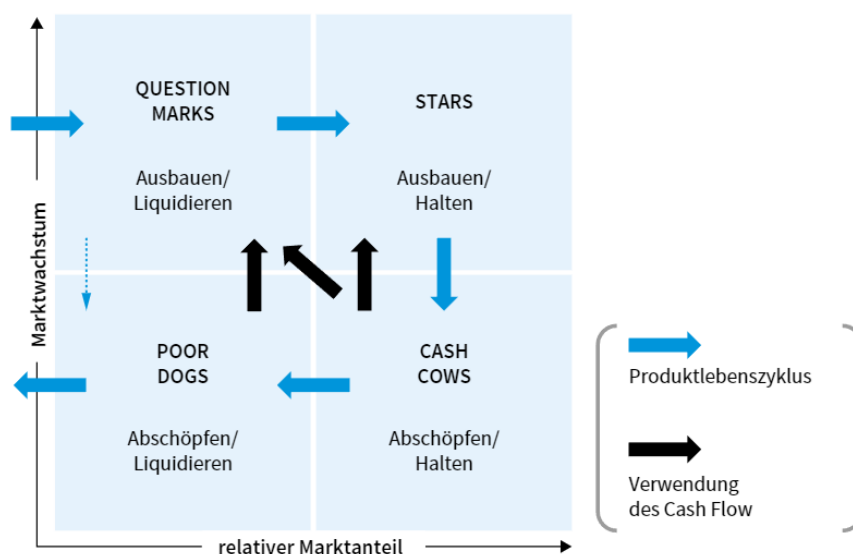 QUESTION
MARKS
Ausbauen/
Liquidieren
STARS
Ausbauen/
Halten
Marktwachstum
POOR
DOGS
Abschöpfen/
Liquidieren
CASH
COWS
Abschöpfen/
Halten
relativer Marktanteil
Produktlebenszyklus
Verwendung
des Cash Flow